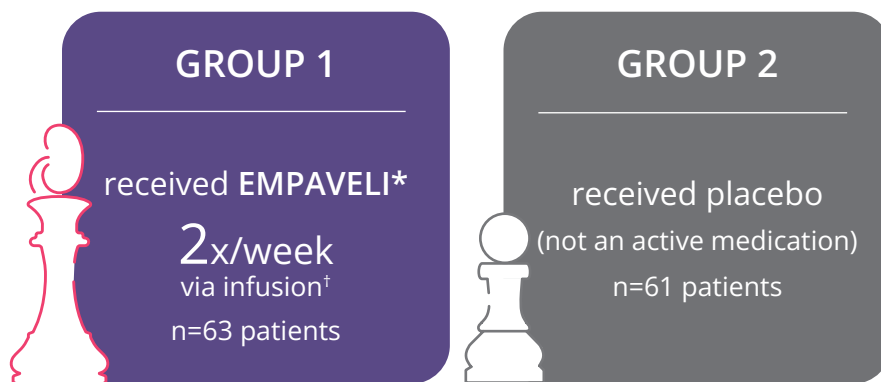 GROUP 1
received EMPAVELI*
2x/week
via infusion†
n=63 patients
GROUP 2
received placebo
(not an active medication)
n=61 patients